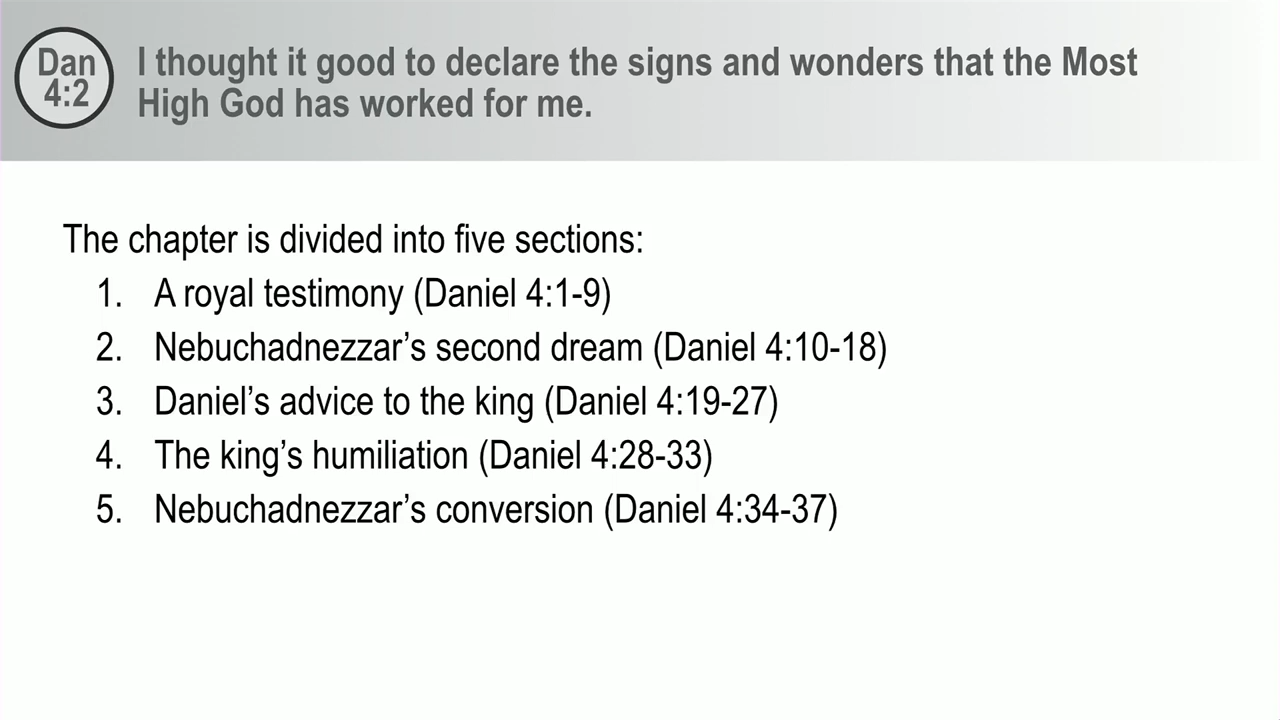 Dan
4:2
I thought it good to declare the signs and wonders that the Most
High God has worked for me.
The chapter is divided into five sections:
1. A royal testimony (Daniel 4:1-9)
2. Nebuchadnezzar’s second dream (Daniel 4:10-18)
3. Daniel’s advice to the king (Daniel 4:19-27)
4. The king’s humiliation (Daniel 4:28-33)
5. Nebuchadnezzar’s conversion (Daniel 4:34-37)